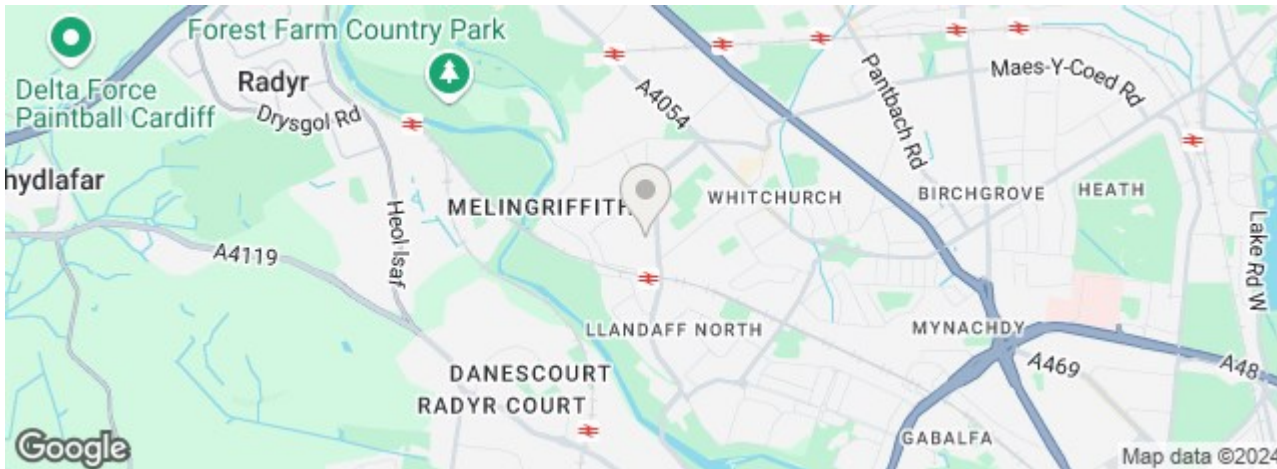 Forest Farm Country Park
Delta Force
Paintball Cardiff
Radyr
Drysgol Rd
A4054
Pantbach Rd
Maes-Y-Coed Rd
hydlafar
MELINGRIFFITH
WHITCHURCH
BIRCHGROVE
HEATH
Heol Isaf
A4119
Lake Rd W
LLANDAFF NORTH
MYNACHDY
A469
A48
DANESCOURT
RADYR COURT
GABALFA
Google
Map data ©2024